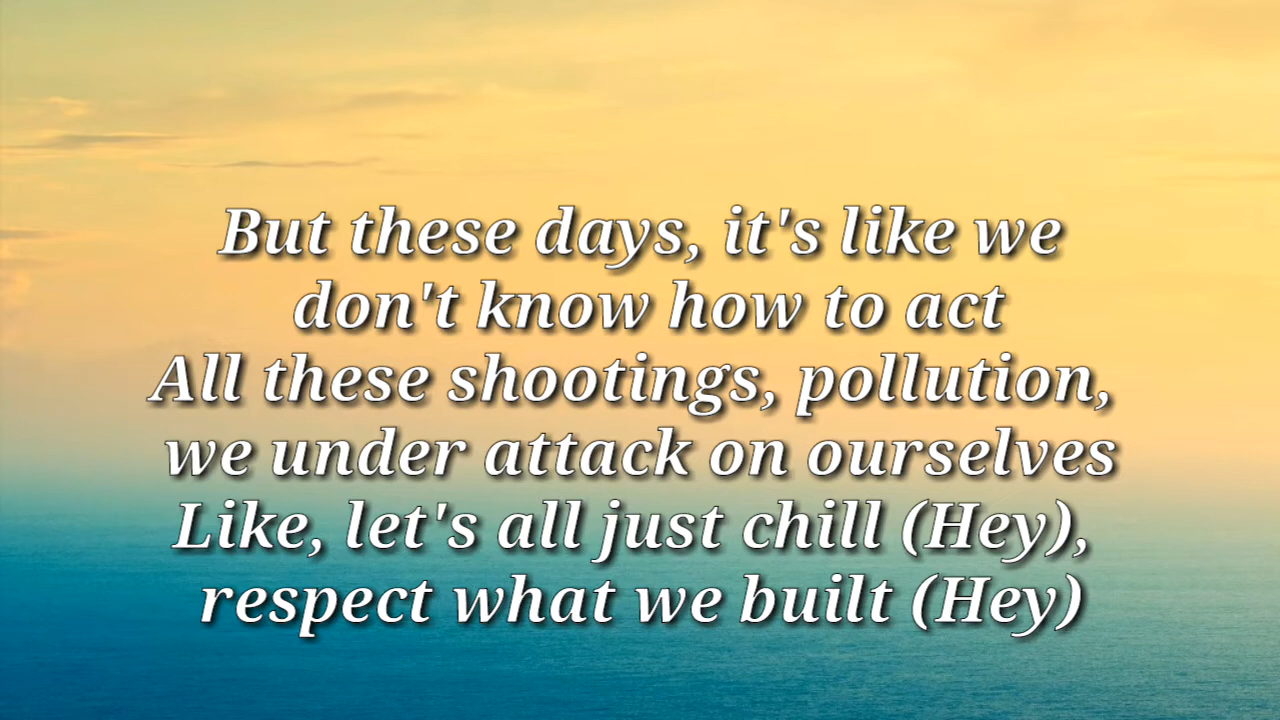 But these days, it's like we
don't know how to act
All these shootings, pollution,
we under attack on ourselves
Like, let's all just chill (Hey),
respect what we built (Hey)